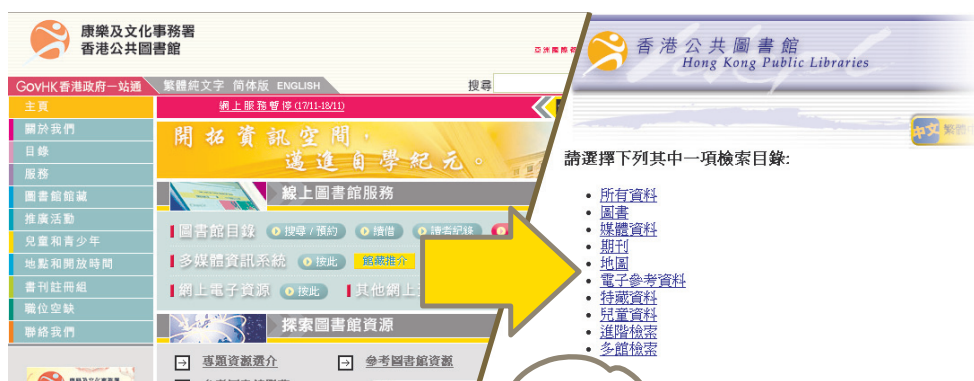 康樂及文化事務署
香港公共圖書館
GovHK香港政府一站通
繁體純文字 简体版 ENGLISH
搜尋
主頁
關於我們
目錄
服務
圖書館館藏
推廣活動
兒童和青少年
地點和開放時間
書刊註冊組
職位空缺
聯絡我們
網上服務暫停(17/11-18/11)
開拓資訊空間，
邁進自學紀元。
線上圖書館服務
圖書館目錄 搜尋/預約 續借 讀者紀錄
多媒體資訊系統 按此 館藏推介
網上電子資源 按此 其他網上
探索圖書館資源
專題資源選介
參考圖書館資源
香港公共圖書館
Hong Kong Public Libraries
中文 繁體
請選擇下列其中一項檢索目錄:
所有資料
圖書
媒體資料
期刊
地圖
電子參考資料
特藏資料
兒童資料
進階檢索
多館檢索